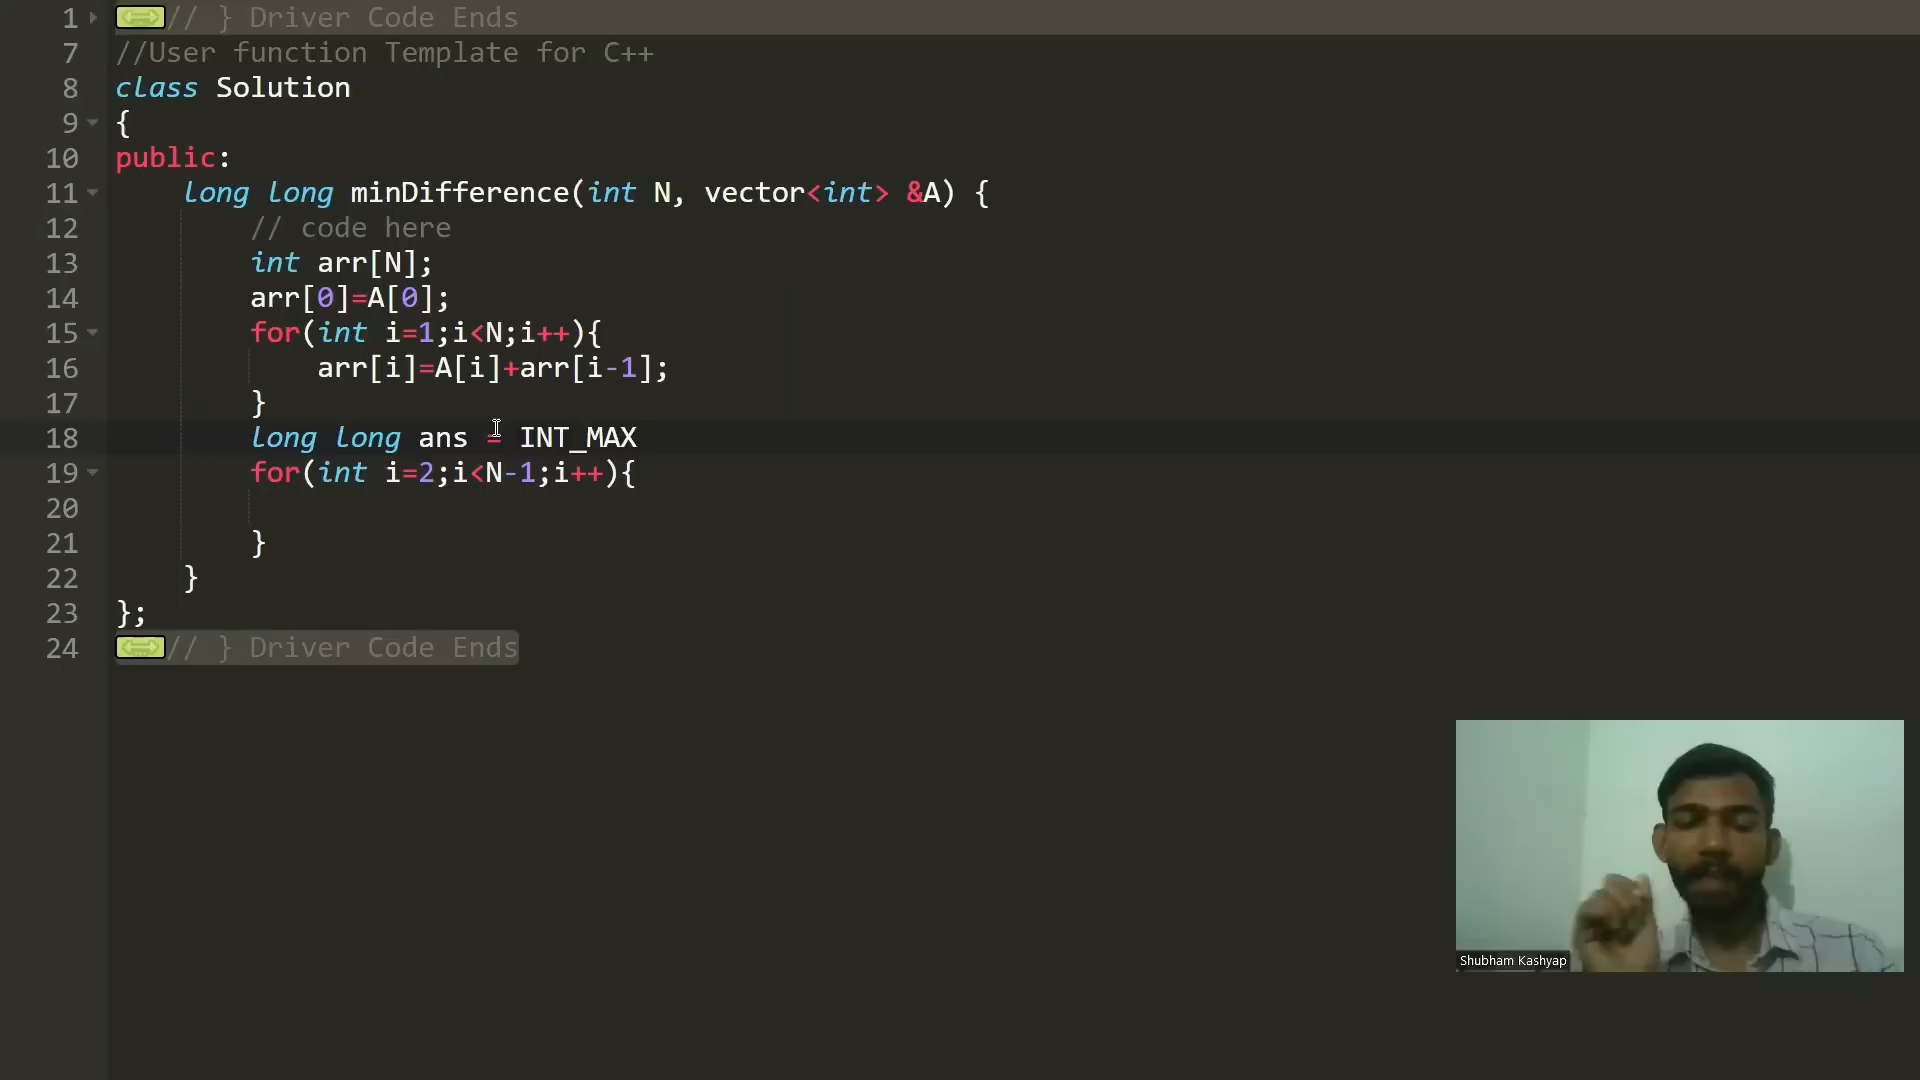 1 // } Driver Code Ends
7 //User function Template for C++
8 class Solution
9 {
10 public:
11     long long minDifference(int N, vector<int> &A) {
12         // code here
13         int arr[N];
14         arr[0]=A[0];
15         for(int i=1;i<N;i++){
16             arr[i]=A[i]+arr[i-1];
17         }
18         long long ans = INT_MAX
19         for(int i=2;i<N-1;i++){
20
21         }
22     }
23 };
24 // } Driver Code Ends
Shubham Kashyap